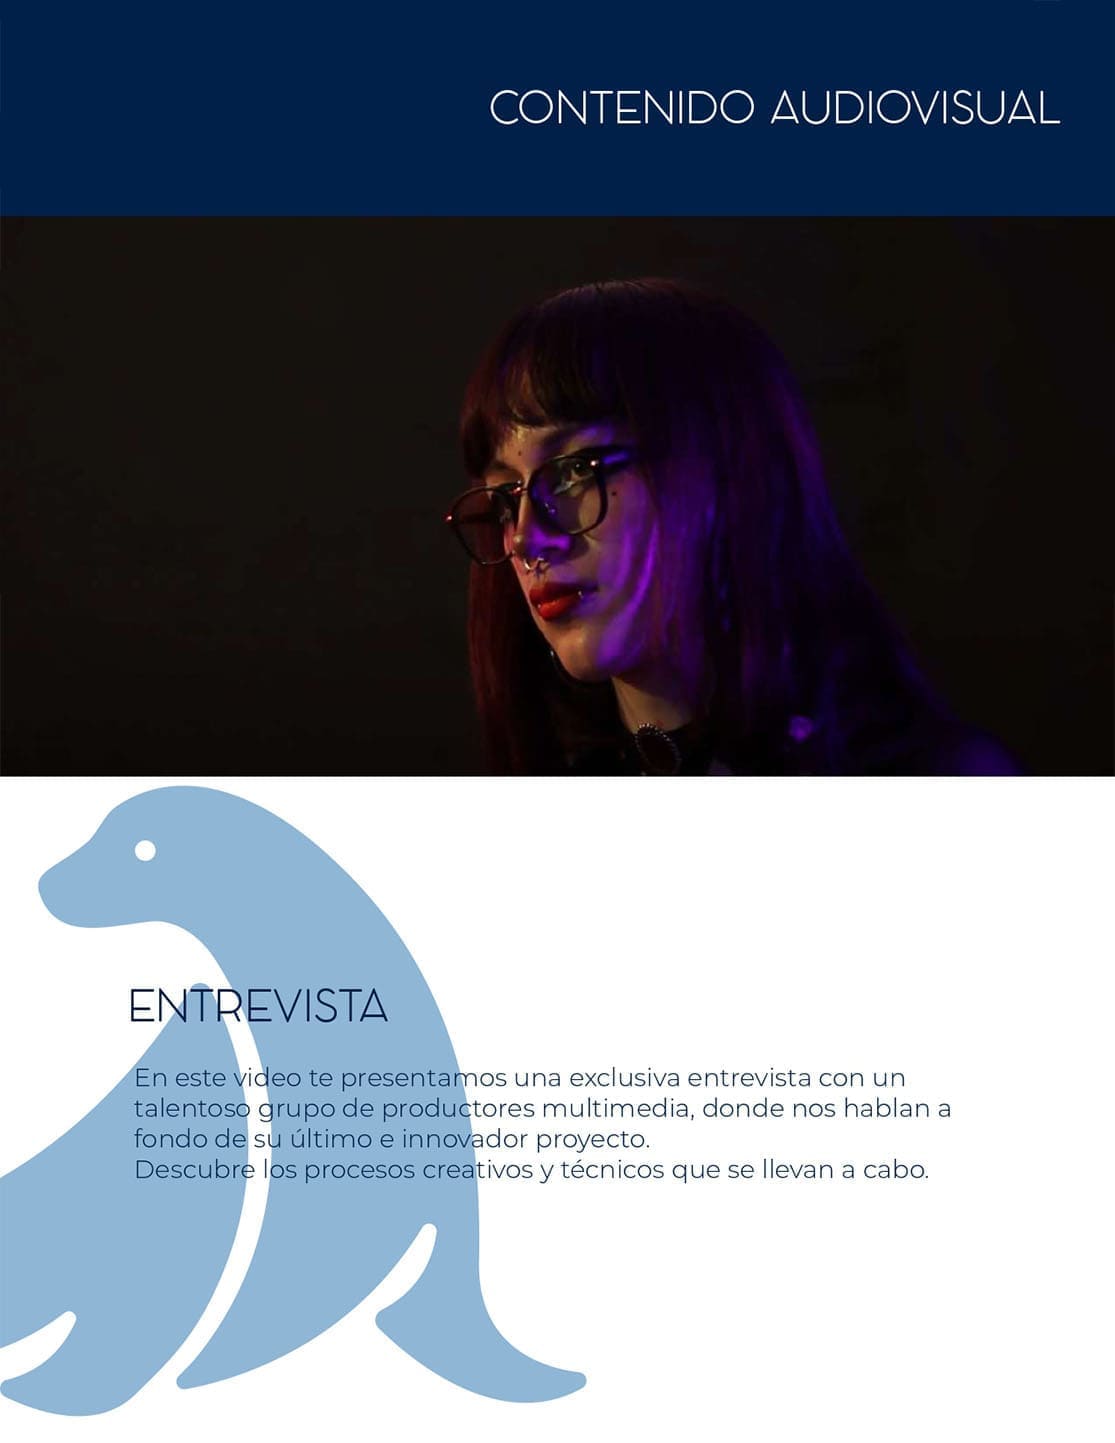 CONTENIDO AUDIOVISUAL
ENTREVISTA
En este video te presentamos una exclusiva entrevista con un
talentoso grupo de productores multimedia, donde nos hablan a
fondo de su último e innovador proyecto.
Descubre los procesos creativos y técnicos que se llevan a cabo.